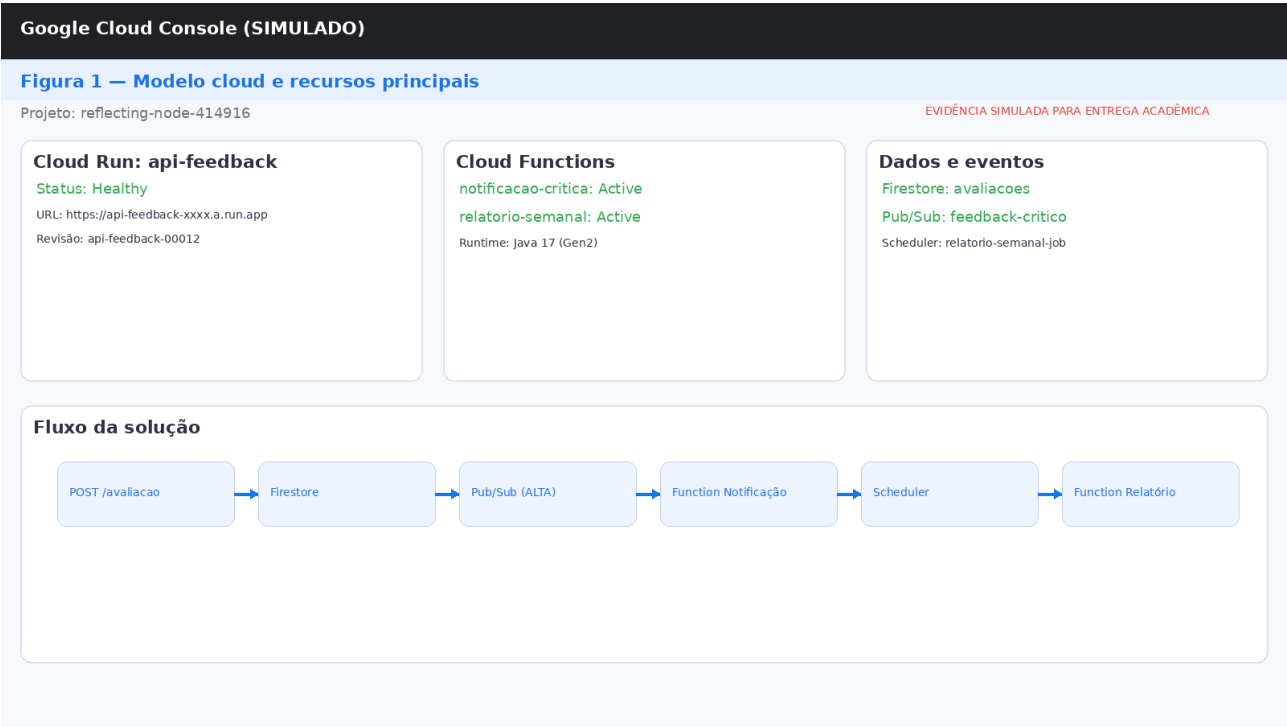 Google Cloud Console (SIMULADO)
Figura 1 — Modelo cloud e recursos principais
Projeto: reflecting-node-414916
EVIDÊNCIA SIMULADA PARA ENTREGA ACADÊMICA
Cloud Run: api-feedback
Status: Healthy
URL: https://api-feedback-xxxx.a.run.app
Revisão: api-feedback-00012
Cloud Functions
notificacao-critica: Active
relatorio-semanal: Active
Runtime: Java 17 (Gen2)
Dados e eventos
Firestore: avaliacoes
Pub/Sub: feedback-critico
Scheduler: relatorio-semanal-job
Fluxo da solução
POST /avaliacao
Firestore
Pub/Sub (ALTA)
Function Notificação
Scheduler
Function Relatório